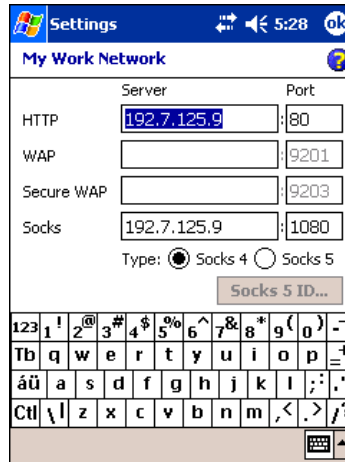 Settings 5:28 ok
My Work Network ?
Server Port
HTTP 192.7.125.9 : 80
WAP : 9201
Secure WAP : 9203
Socks 192.7.125.9 : 1080
Type: Socks 4 Socks 5
Socks 5 ID...
123 1! 2@ 3# 4$ 5% 6^ 7& 8* 9( 0) -
Tb q w e r t y u i o p =+
áü a s d f g h j k l ;: '
Ctl \| z x c v b n m ,< .> /?